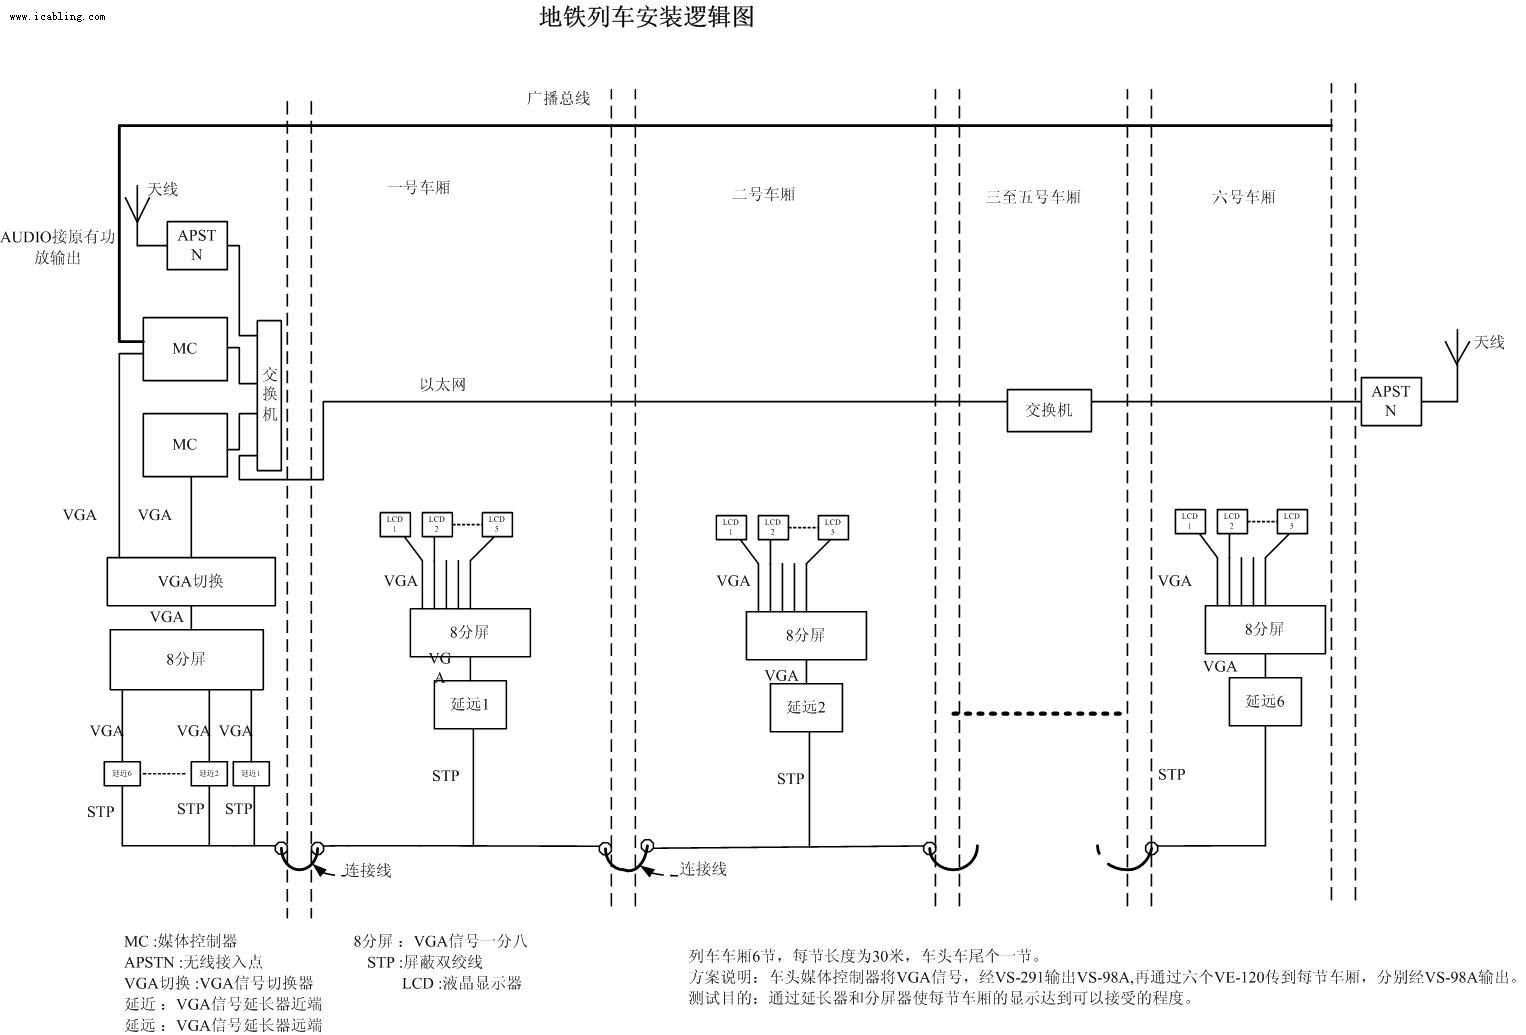 www.icabling.com
地铁列车安装逻辑图
广播总线
天线
一号车厢
二号车厢
三至五号车厢
六号车厢
AUDIO接原有功
放输出
APST
N
MC
交
换
机
MC
以太网
交换机
天线
APST
N
VGA
VGA
LCD
1
LCD
2
LCD
5
LCD
1
LCD
2
LCD
5
LCD
1
LCD
2
LCD
5
VGA切换
VGA
VGA
VGA
VGA
8分屏
8分屏
8分屏
8分屏
VG
A
VGA
VGA
延远1
延远2
延远6
VGA
VGA
VGA
延近6
延近2
延近1
STP
STP
STP
STP
STP
STP
连接线
连接线
MC :媒体控制器
APSTN :无线接入点
VGA切换 :VGA信号切换器
延近 ：VGA信号延长器近端
延远 ：VGA信号延长器远端
8分屏 ：VGA信号一分八
STP :屏蔽双绞线
LCD :液晶显示器
列车车厢6节，每节长度为30米，车头车尾个一节。
方案说明：车头媒体控制器将VGA信号，经VS-291输出VS-98A,再通过六个VE-120传到每节车厢，分别经VS-98A输出。
测试目的：通过延长器和分屏器使每节车厢的显示达到可以接受的程度。